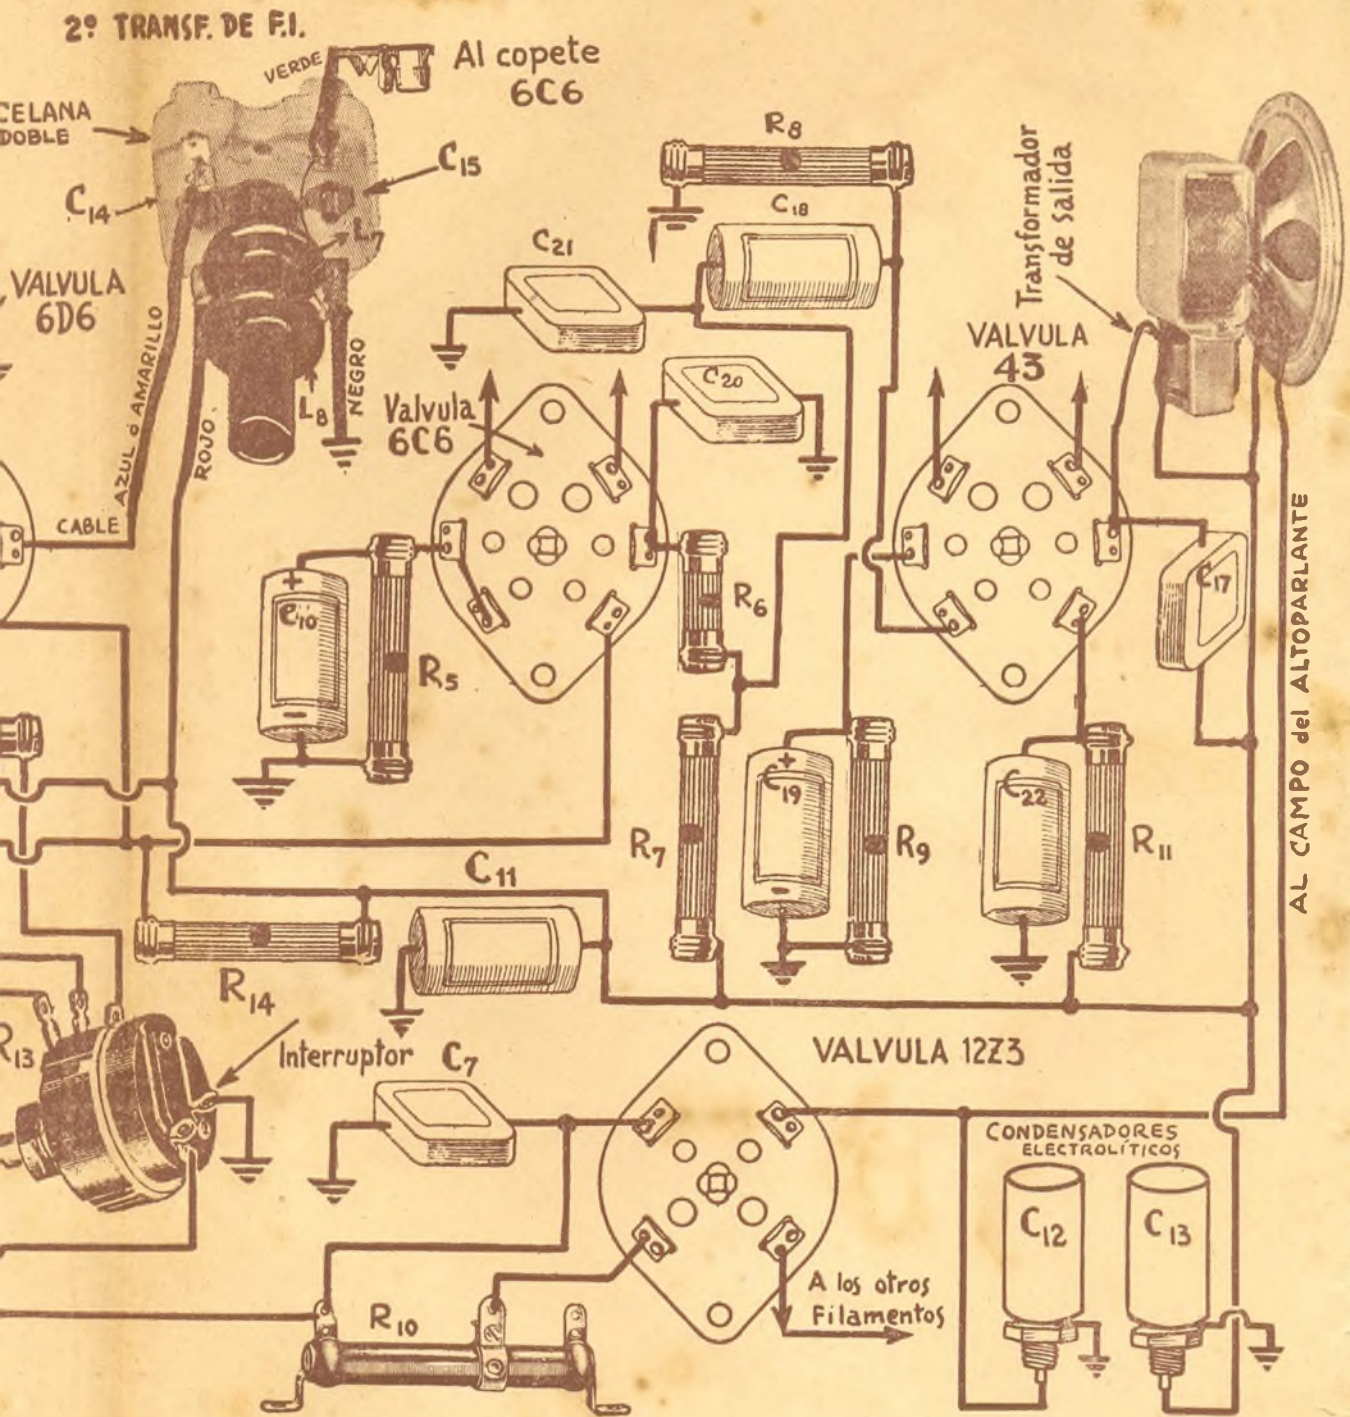 2º TRANSF. DE F.I.
VERDE
Al copete
6C6
CELANA
DOBLE
C15
C14
L7
VALVULA
6D6
AZUL ó AMARILLO
ROJO
L8
NEGRO
CABLE
R8
C18
C21
C20
Valvula
6C6
Transformador
de salida
VALVULA
43
C17
AL CAMPO del ALTOPARLANTE
+
C10
-
R5
R6
R7
+
C19
-
R9
C22
R11
C11
R14
R13
Interruptor
C7
VALVULA 12Z3
CONDENSADORES
ELECTROLÍTICOS
C12
C13
A los otros
Filamentos
R10